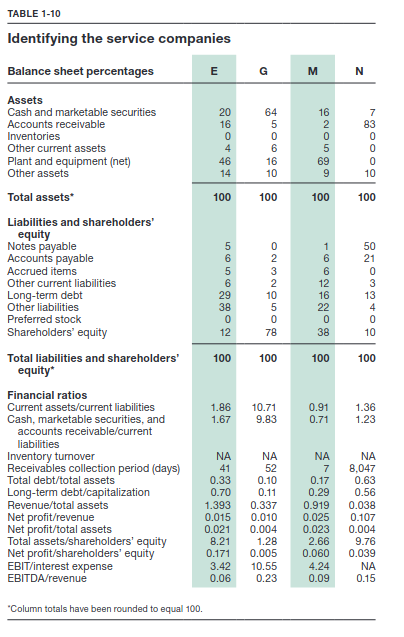 TABLE 1-10
Identifying the service companies
Balance sheet percentages E G M N
Assets
Cash and marketable securities 20 64 16 7
Accounts receivable 16 5 2 83
Inventories 0 0 0 0
Other current assets 4 6 5 0
Plant and equipment (net) 46 16 69 0
Other assets 14 10 9 10
Total assets* 100 100 100 100
Liabilities and shareholders'
equity
Notes payable 5 0 1 50
Accounts payable 6 2 6 21
Accrued items 5 3 6 0
Other current liabilities 6 2 12 3
Long-term debt 29 10 16 13
Other liabilities 38 5 22 4
Preferred stock 0 0 0 0
Shareholders' equity 12 78 38 10
Total liabilities and shareholders' 100 100 100 100
equity*
Financial ratios
Current assets/current liabilities 1.86 10.71 0.91 1.36
Cash, marketable securities, and 1.67 9.83 0.71 1.23
accounts receivable/current
liabilities
Inventory turnover NA NA NA NA
Receivables collection period (days) 41 52 7 8,047
Total debt/total assets 0.33 0.10 0.17 0.63
Long-term debt/capitalization 0.70 0.11 0.29 0.56
Revenue/total assets 1.393 0.337 0.919 0.038
Net profit/revenue 0.015 0.010 0.025 0.107
Net profit/total assets 0.021 0.004 0.023 0.004
Total assets/shareholders' equity 8.21 1.28 2.66 9.76
Net profit/shareholders' equity 0.171 0.005 0.060 0.039
EBIT/interest expense 3.42 10.55 4.24 NA
EBITDA/revenue 0.06 0.23 0.09 0.15
*Column totals have been rounded to equal 100.